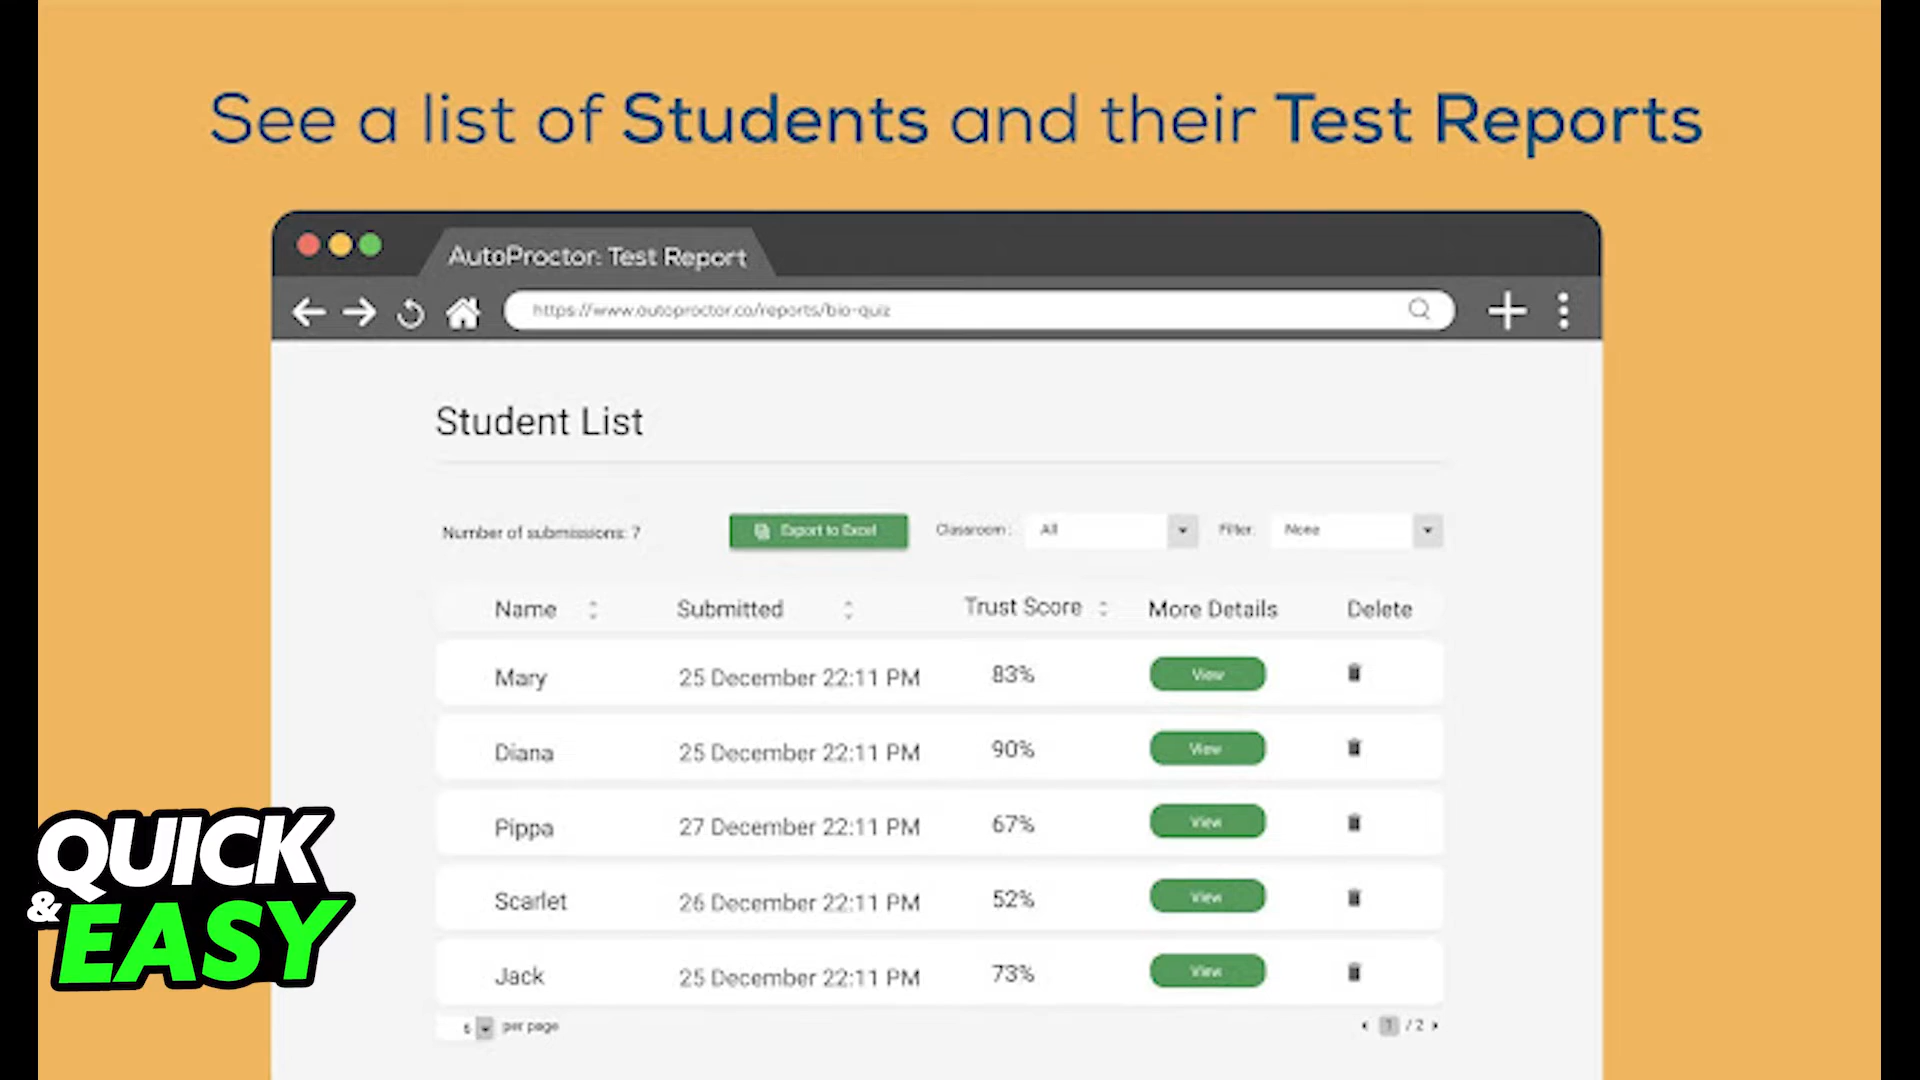 See a list of Students and their Test Reports
AutoProctor: Test Report
https://www.autoproctor.co/reports/bio-quiz
Student List
Number of submissions: 7 Export to Excel Classroom: All Filter: None
Name Submitted Trust Score More Details Delete
Mary 25 December 22:11 PM 83% View
Diana 25 December 22:11 PM 90% View
Pippa 27 December 22:11 PM 67% View
Scarlet 26 December 22:11 PM 52% View
Jack 25 December 22:11 PM 73% View
per page 1 / 2
QUICK
& EASY